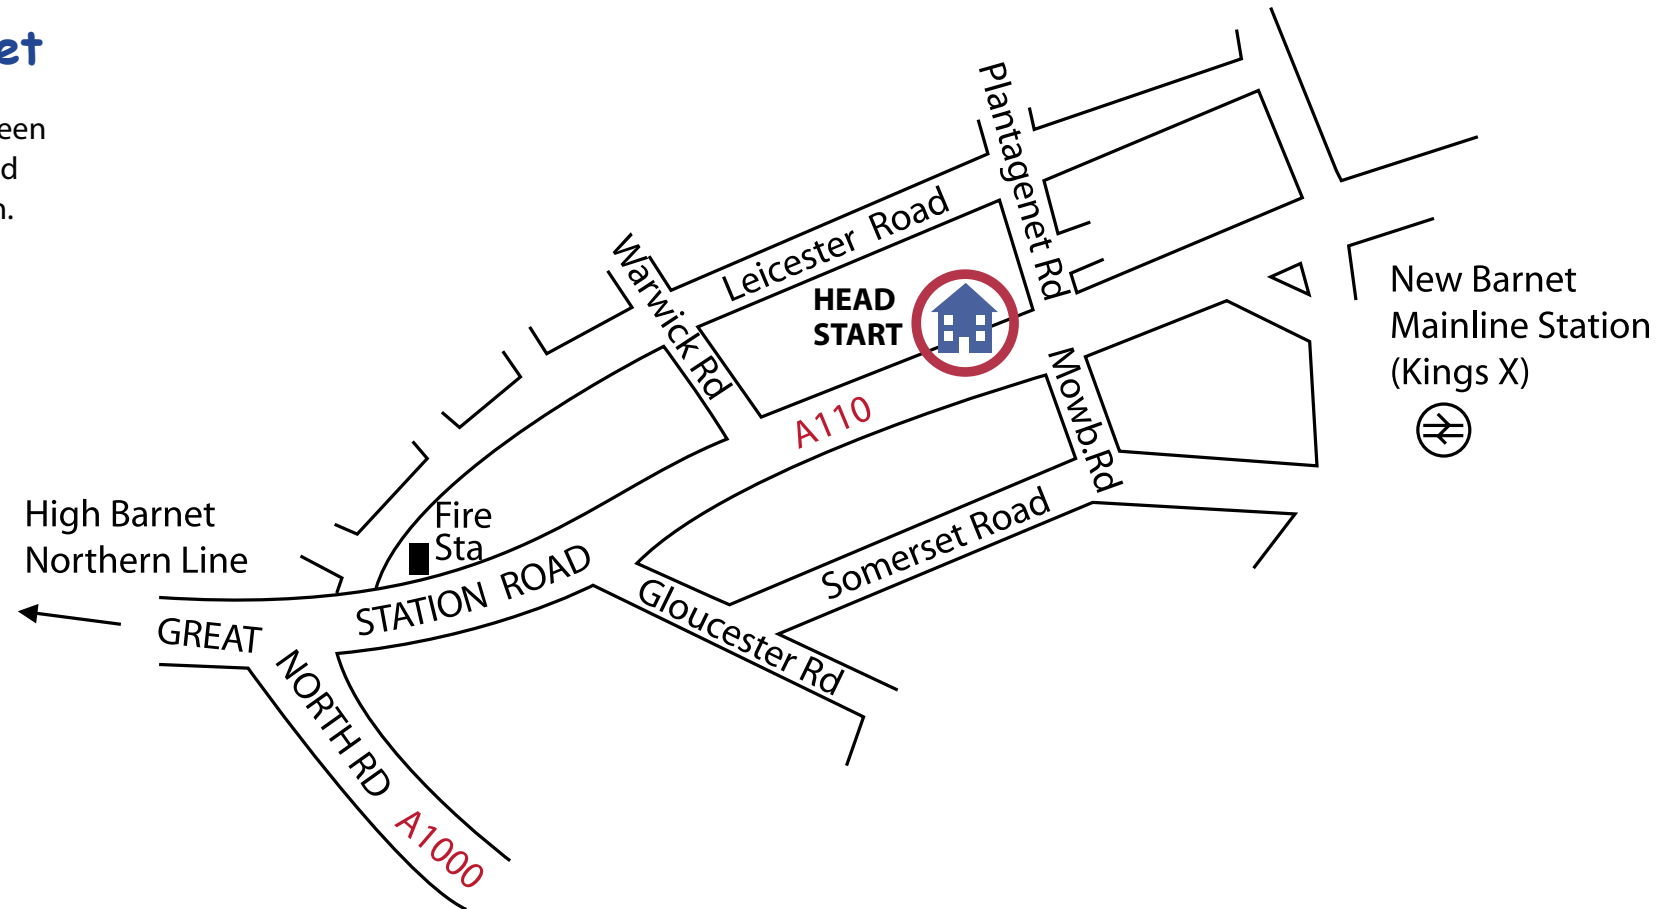 et
een
d
n.
Plantagenet Rd
Leicester Road
Warwick Rd
HEAD
START
New Barnet
Mainline Station
(Kings X)
A110
Mowb.Rd
High Barnet
Northern Line
Fire
Sta
Somerset Road
STATION ROAD
Gloucester Rd
GREAT
NORTH RD
A1000